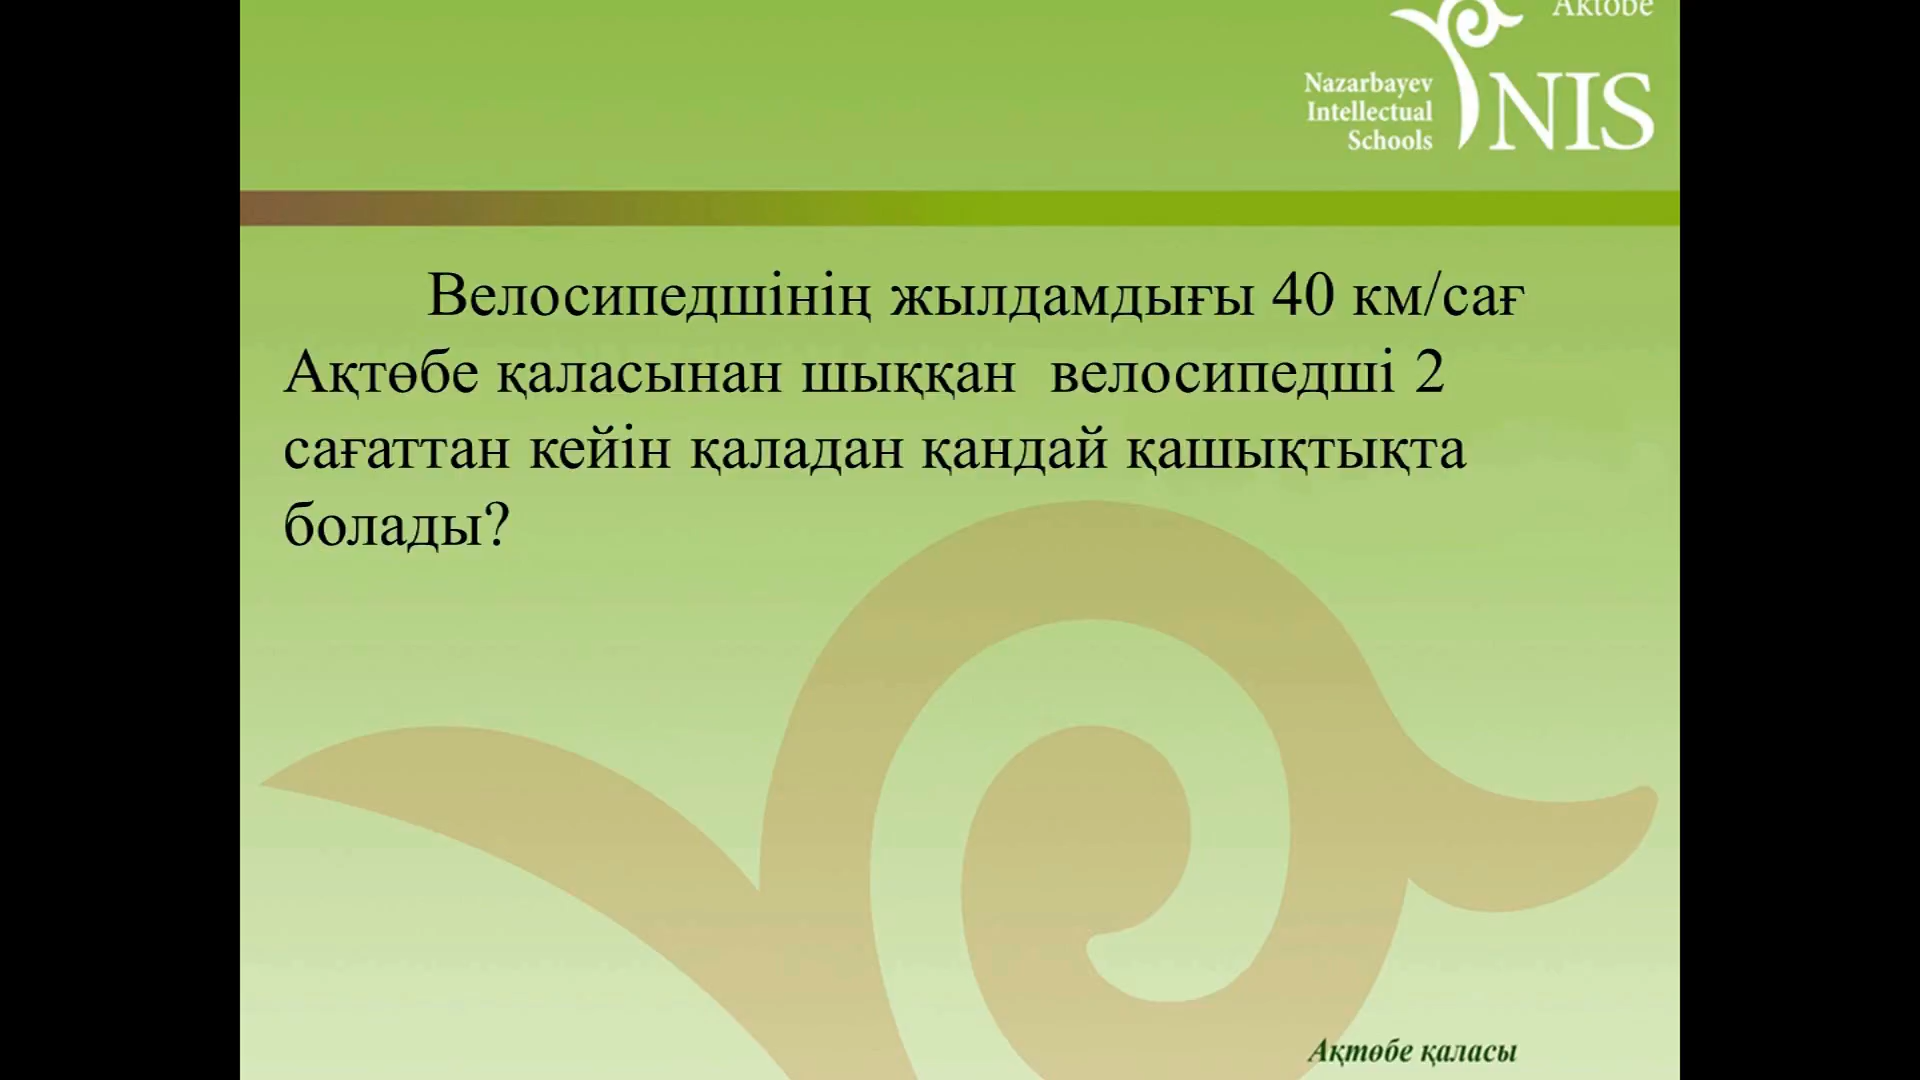 Aktobe
Nazarbayev
Intellectual
Schools
NIS
Велосипедшінің жылдамдығы 40 км/сағ
Ақтөбе қаласынан шыққан велосипедші 2
сағаттан кейін қаладан қандай қашықтықта
болады?
Ақтөбе қаласы